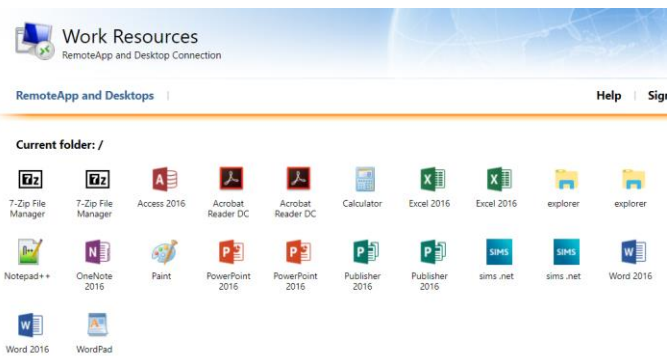 Work Resources
RemoteApp and Desktop Connection
RemoteApp and Desktops
Help
Sign
Current folder: /
7-Zip File Manager
7-Zip File Manager
Access 2016
Acrobat Reader DC
Acrobat Reader DC
Calculator
Excel 2016
Excel 2016
explorer
explorer
Notepad++
OneNote 2016
Paint
PowerPoint 2016
PowerPoint 2016
Publisher 2016
Publisher 2016
SIMS
sims .net
SIMS
sims .net
Word 2016
Word 2016
WordPad